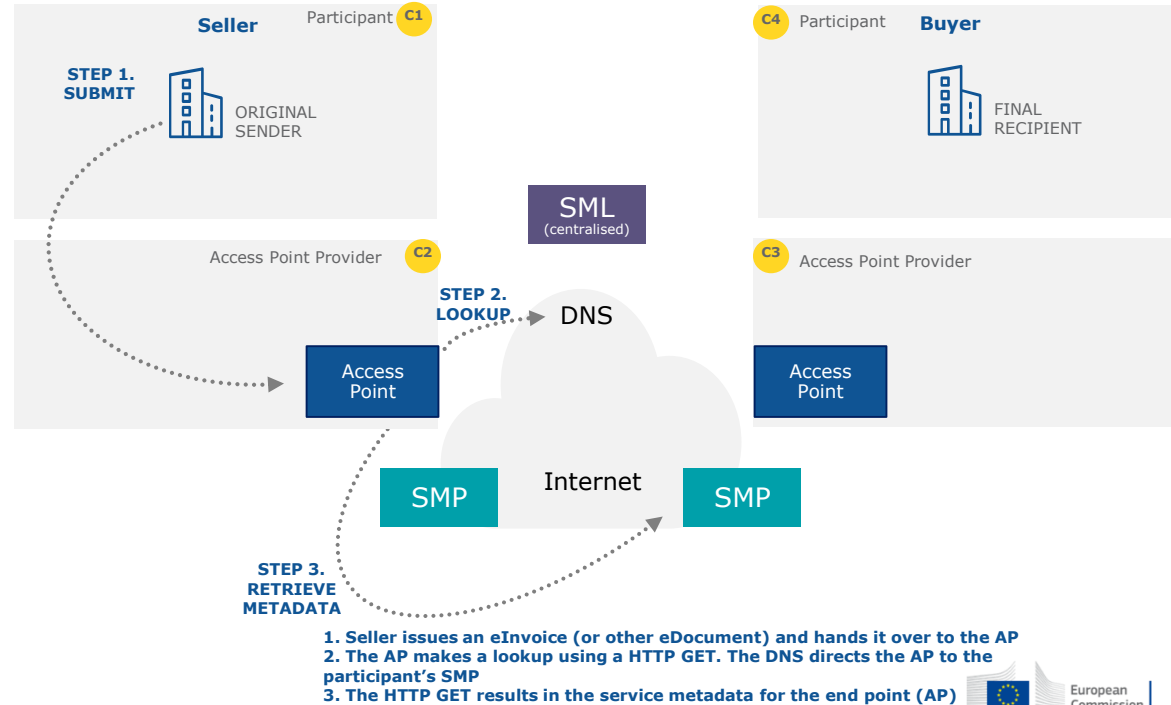 Seller
Participant
C1
C4
Participant
Buyer
STEP 1.
SUBMIT
ORIGINAL
SENDER
FINAL
RECIPIENT
SML
(centralised)
Access Point Provider
C2
C3
Access Point Provider
STEP 2.
LOOKUP
DNS
Access
Point
Access
Point
Internet
SMP
SMP
STEP 3.
RETRIEVE
METADATA
1. Seller issues an eInvoice (or other eDocument) and hands it over to the AP
2. The AP makes a lookup using a HTTP GET. The DNS directs the AP to the
participant's SMP
3. The HTTP GET results in the service metadata for the end point (AP)
European
Commission